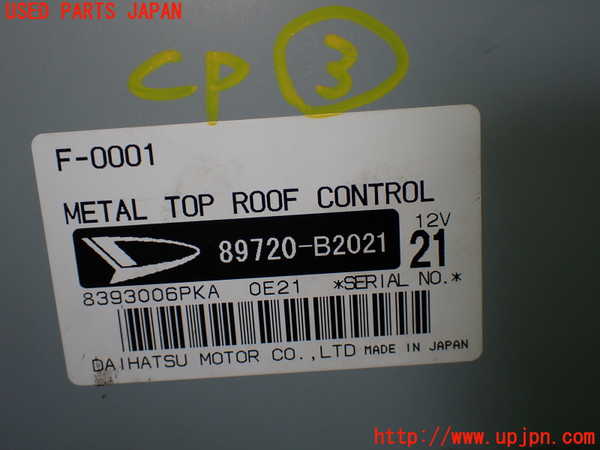 USED PARTS JAPAN
CP 3
F-0001
METAL TOP ROOF CONTROL
89720-B2021 12V 21
8393006PKA 0E21 *SERIAL NO.*
DAIHATSU MOTOR CO.,LTD MADE IN JAPAN
http://www.upjpn.com